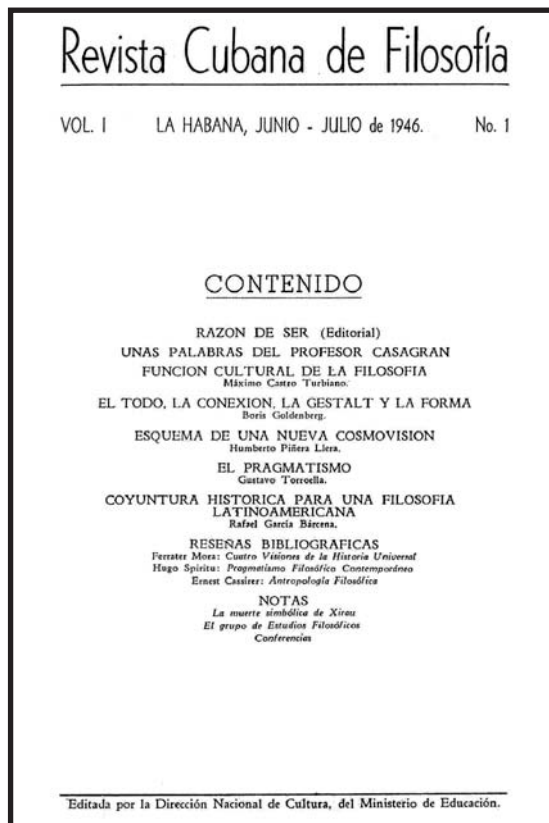 Revista Cubana de Filosofía
VOL. I LA HABANA, JUNIO - JULIO de 1946. No. 1
CONTENIDO
RAZON DE SER (Editorial)
UNAS PALABRAS DEL PROFESOR CASAGRAN
FUNCION CULTURAL DE LA FILOSOFIA
Máximo Castro Turbiano.
EL TODO, LA CONEXION, LA GESTALT Y LA FORMA
Boris Goldenberg.
ESQUEMA DE UNA NUEVA COSMOVISION
Humberto Piñera Llera.
EL PRAGMATISMO
Gustavo Torroella.
COYUNTURA HISTORICA PARA UNA FILOSOFIA
LATINOAMERICANA
Rafael García Bárcena.
RESEÑAS BIBLIOGRAFICAS
Ferrater Mora: Cuatro Visiones de la Historia Universal
Hugo Spiritu: Pragmatismo Filosófico Contemporáneo
Ernest Cassirer: Antropología Filosófica
NOTAS
La muerte simbólica de Xirau
El grupo de Estudios Filosóficos
Conferencias
Editada por la Dirección Nacional de Cultura, del Ministerio de Educación.